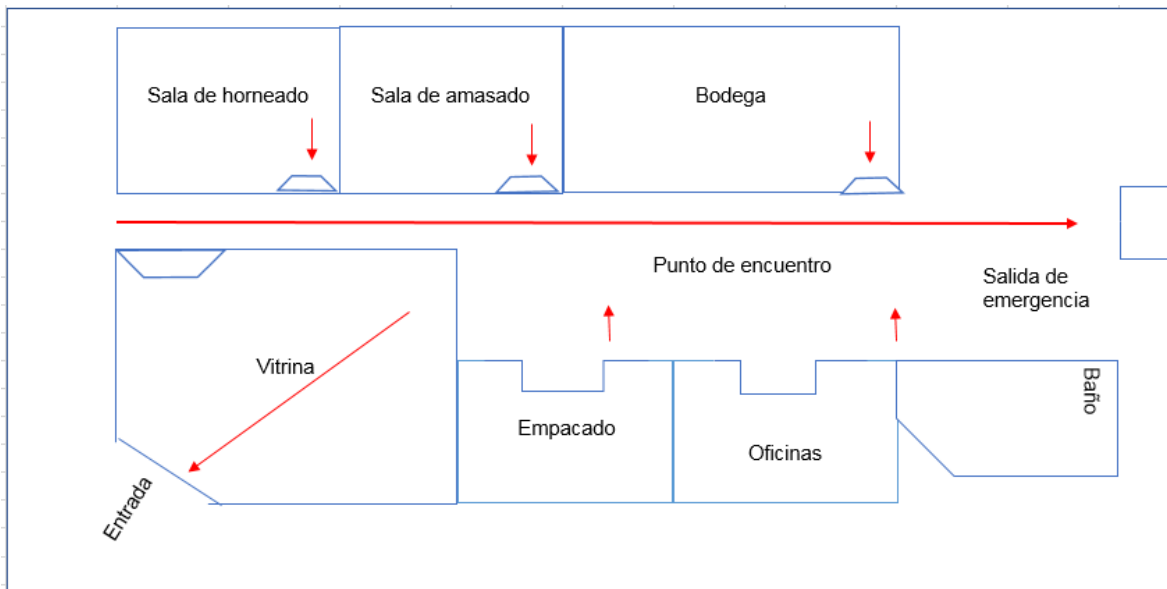 Sala de horneado
Sala de amasado
Bodega
Punto de encuentro
Salida de
emergencia
Vitrina
Baño
Empacado
Oficinas
Entrada